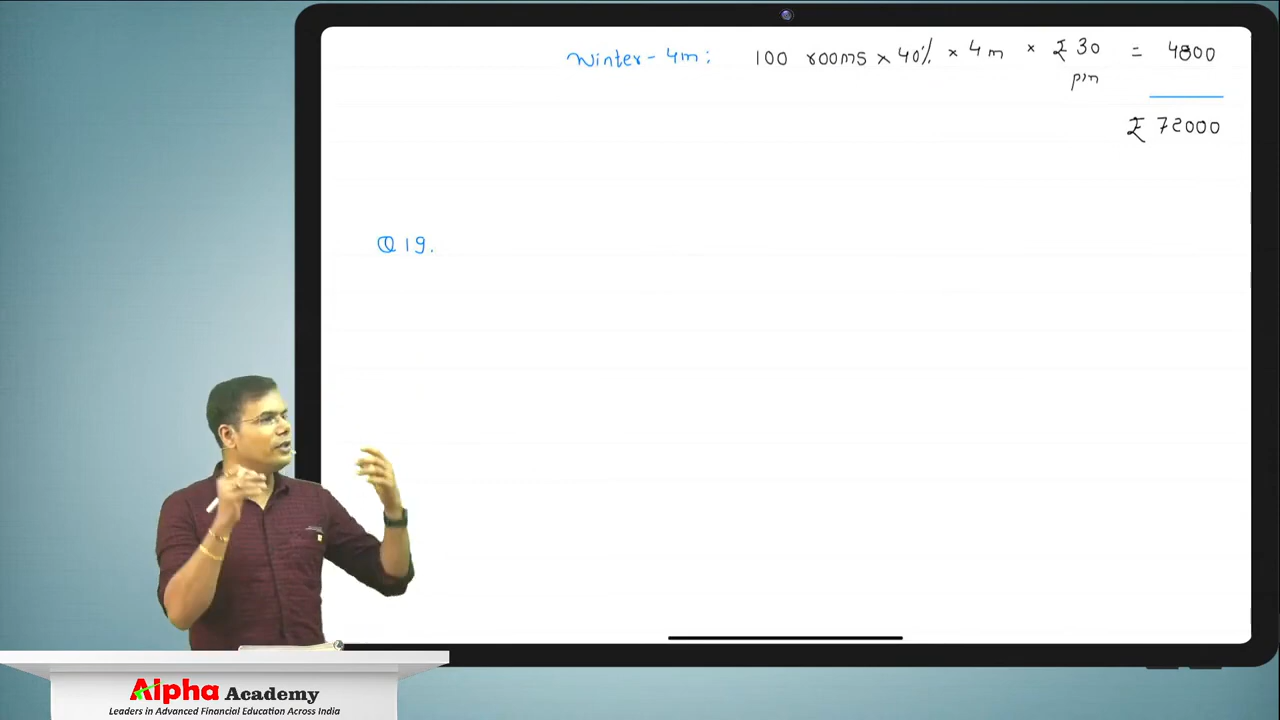 Winter - 4m : 100 rooms × 40% × 4 m × ₹ 30 = 4800
pm
₹ 72000
Q 19.
Alpha Academy
Leaders in Advanced Financial Education Across India